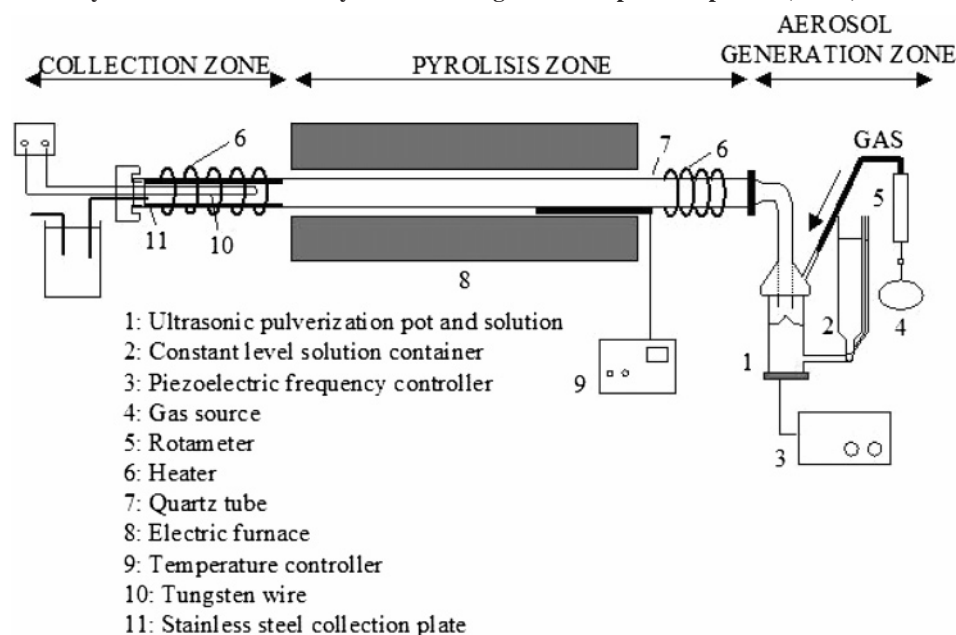 AEROSOL
COLLECTION ZONE PYROLISIS ZONE GENERATION ZONE
6 7 6 GAS
5
11 10
8
2 4
1: Ultrasonic pulverization pot and solution
2: Constant level solution container
1
9
3: Piezoelectric frequency controller
4: Gas source
3
5: Rotameter
6: Heater
7: Quartz tube
8: Electric furnace
9: Temperature controller
10: Tungsten wire
11: Stainless steel collection plate